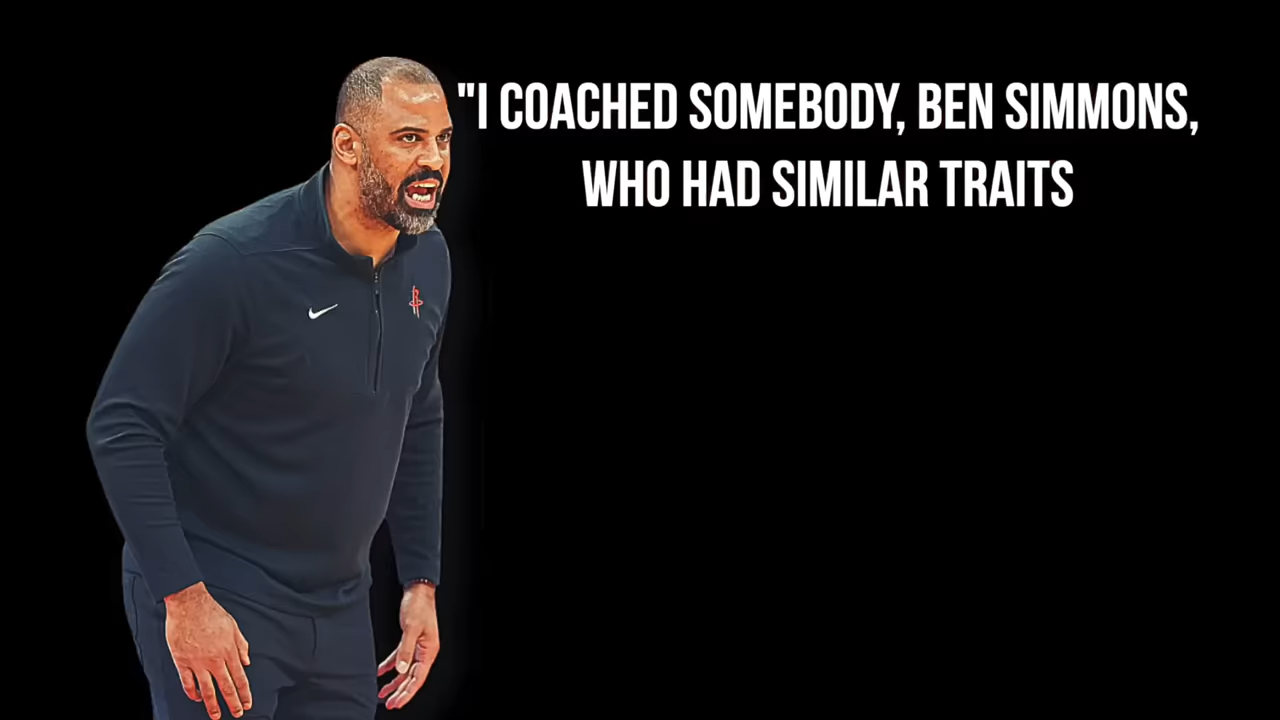 "I COACHED SOMEBODY, BEN SIMMONS,
WHO HAD SIMILAR TRAITS